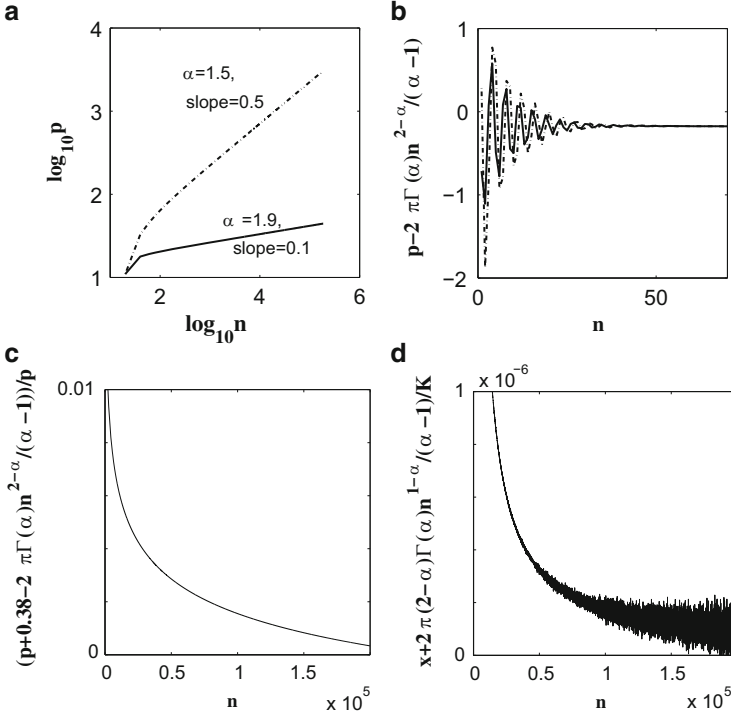 a
4
3
2
1
log10p
α=1.5,
slope=0.5
α =1.9,
slope=0.1
2
4
6
log10n
b
0
−1
−2
p−2 πΓ(α)n^2−α/(α −1)
0
50
n
c
0.01
0
(p+0.38−2 πΓ(α)n^2−α/(α −1))/p
0
0.5
1
1.5
x 10^5
n
d
x 10^−6
1
0
x+2π(2−α)Γ(α)n^1−α/(α −1)/K
0
0.5
1
1.5
x 10^5
n